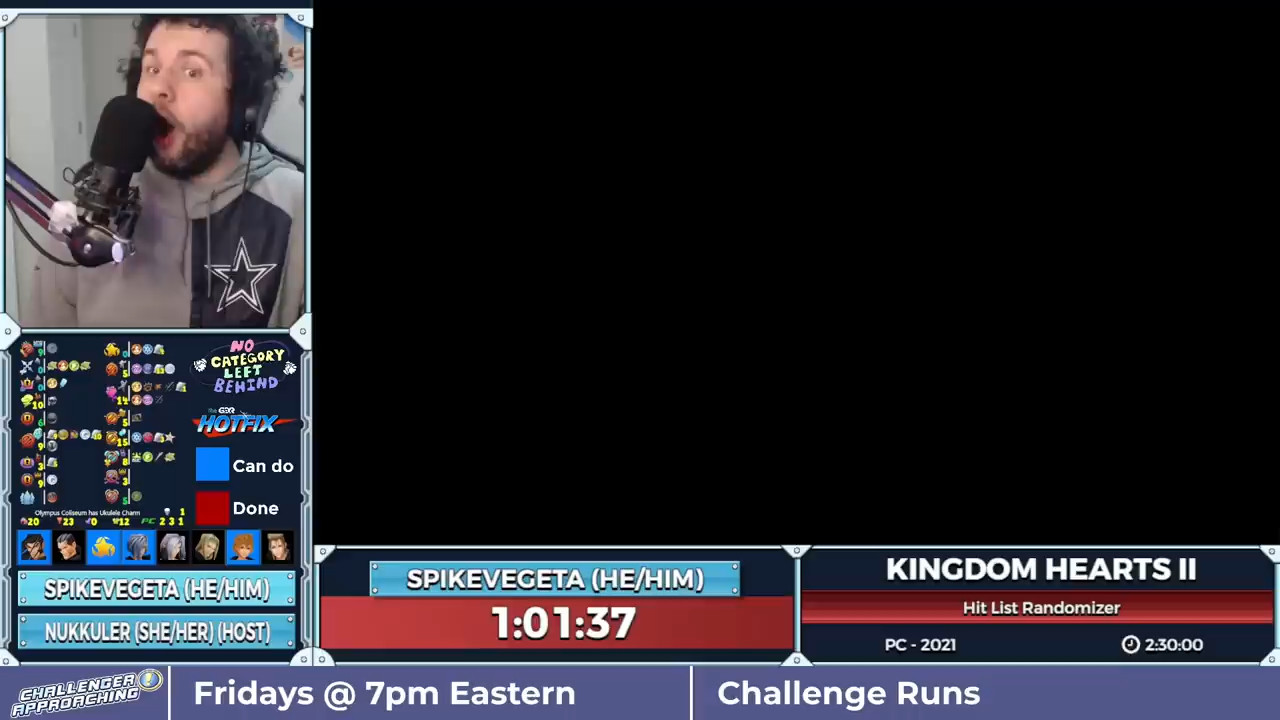 NO
CATEGORY
LEFT
BEHIND
the GDQ
HOTFIX
Can do
Done
Olympus Coliseum has Ukulele Charm
SPIKEVEGETA (HE/HIM)
NUKKULER (SHE/HER) (HOST)
SPIKEVEGETA (HE/HIM)
1:01:37
KINGDOM HEARTS II
Hit List Randomizer
PC - 2021
2:30:00
CHALLENGER
APPROACHING
Fridays @ 7pm Eastern
Challenge Runs